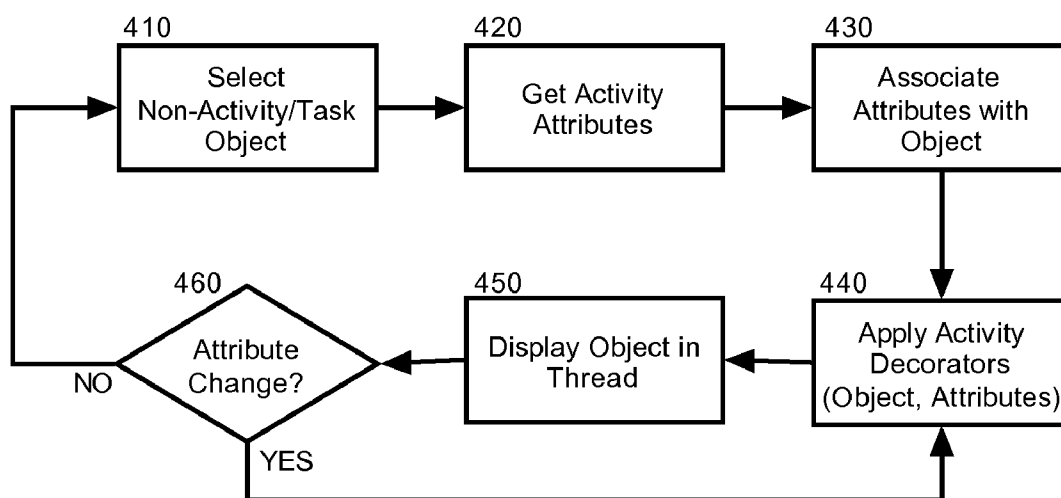 410
Select
Non-Activity/Task
Object
420
Get Activity
Attributes
430
Associate
Attributes with
Object
460
Attribute
Change?
NO
YES
450
Display Object in
Thread
440
Apply Activity
Decorators
(Object, Attributes)